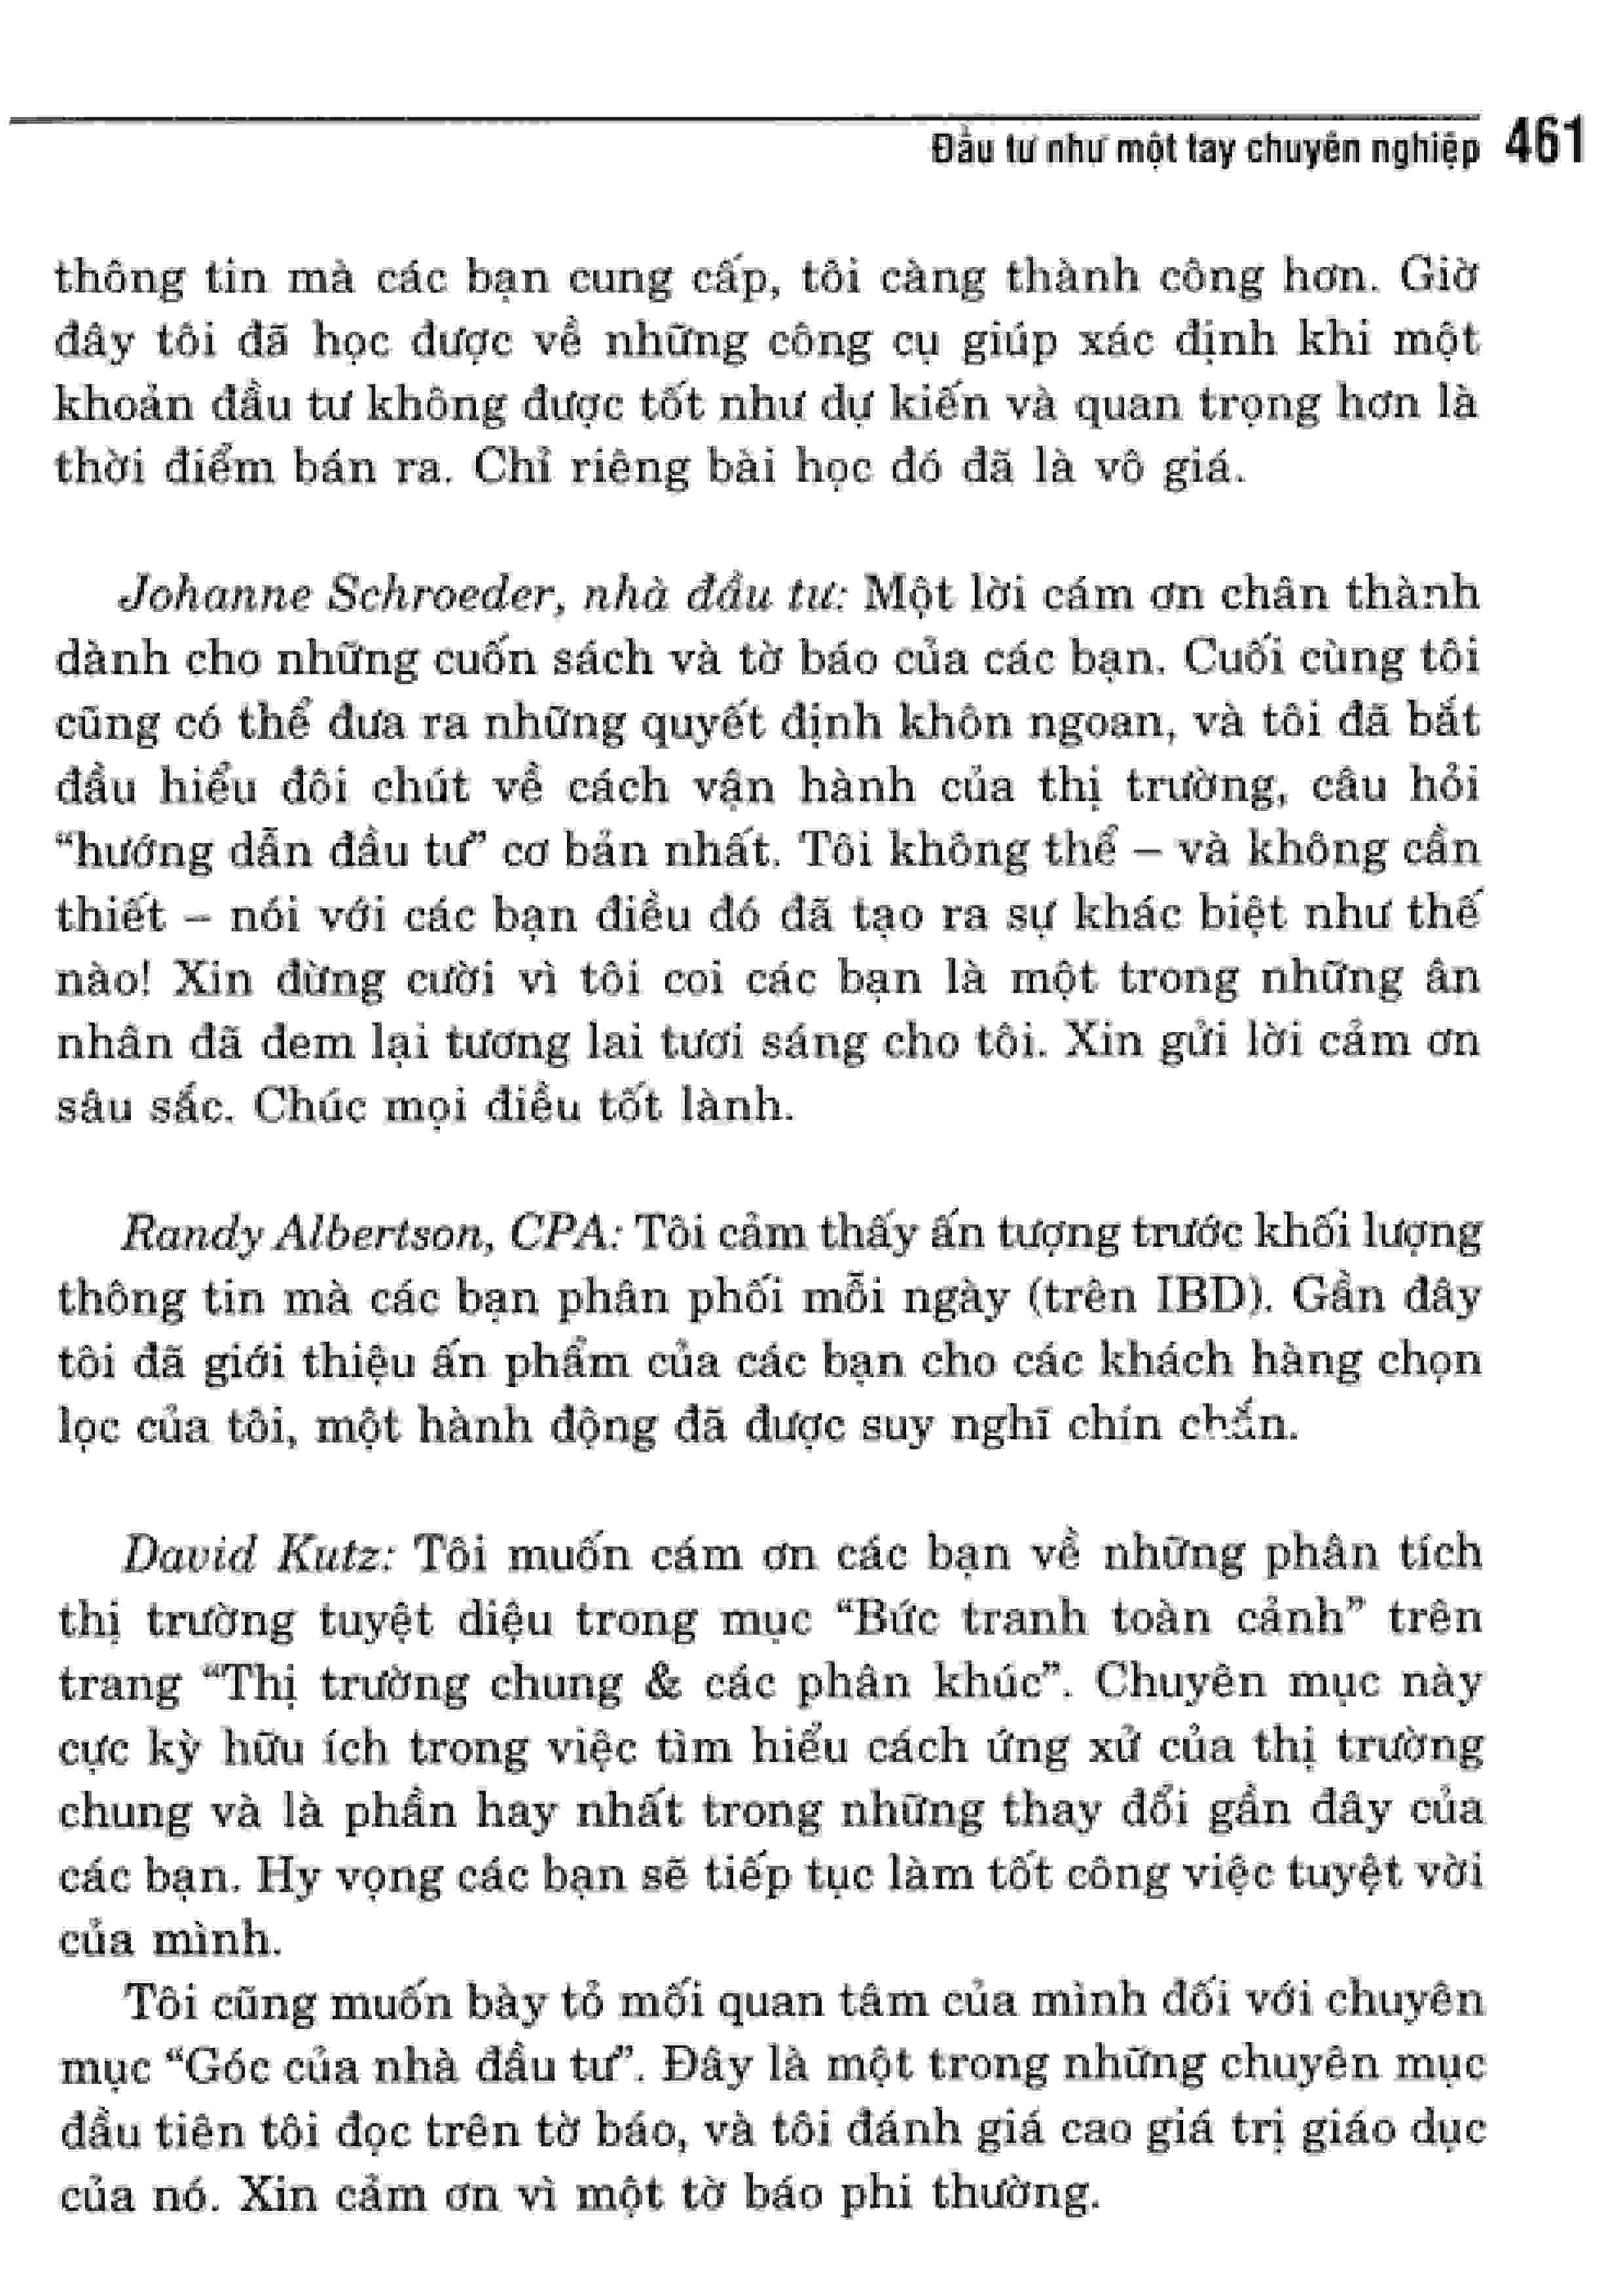 Đầu tư như một tay chuyên nghiệp 461
thông tin mà các bạn cung cấp, tôi càng thành công hơn. Giờ
đây tôi đã học được về những công cụ giúp xác định khi một
khoản đầu tư không được tốt như dự kiến và quan trọng hơn là
thời điểm bán ra. Chỉ riêng bài học đó đã là vô giá.
Johanne Schroeder, nhà đầu tư: Một lời cám ơn chân thành
dành cho những cuốn sách và tờ báo của các bạn. Cuối cùng tôi
cũng có thể đưa ra những quyết định khôn ngoan, và tôi đã bắt
đầu hiểu đôi chút về cách vận hành của thị trường, câu hỏi
“hướng dẫn đầu tư” cơ bản nhất. Tôi không thể – và không cần
thiết – nói với các bạn điều đó đã tạo ra sự khác biệt như thế
nào! Xin đừng cười vì tôi coi các bạn là một trong những ân
nhân đã đem lại tương lai tươi sáng cho tôi. Xin gửi lời cảm ơn
sâu sắc. Chúc mọi điều tốt lành.
Randy Albertson, CPA: Tôi cảm thấy ấn tượng trước khối lượng
thông tin mà các bạn phân phối mỗi ngày (trên IBD). Gần đây
tôi đã giới thiệu ấn phẩm của các bạn cho các khách hàng chọn
lọc của tôi, một hành động đã được suy nghĩ chín chắn.
David Kutz: Tôi muốn cám ơn các bạn về những phân tích
thị trường tuyệt diệu trong mục “Bức tranh toàn cảnh” trên
trang “Thị trường chung & các phân khúc”. Chuyên mục này
cực kỳ hữu ích trong việc tìm hiểu cách ứng xử của thị trường
chung và là phần hay nhất trong những thay đổi gần đây của
các bạn. Hy vọng các bạn sẽ tiếp tục làm tốt công việc tuyệt vời
của mình.
Tôi cũng muốn bày tỏ mối quan tâm của mình đối với chuyên
mục “Góc của nhà đầu tư”. Đây là một trong những chuyên mục
đầu tiên tôi đọc trên tờ báo, và tôi đánh giá cao giá trị giáo dục
của nó. Xin cảm ơn vì một tờ báo phi thường.